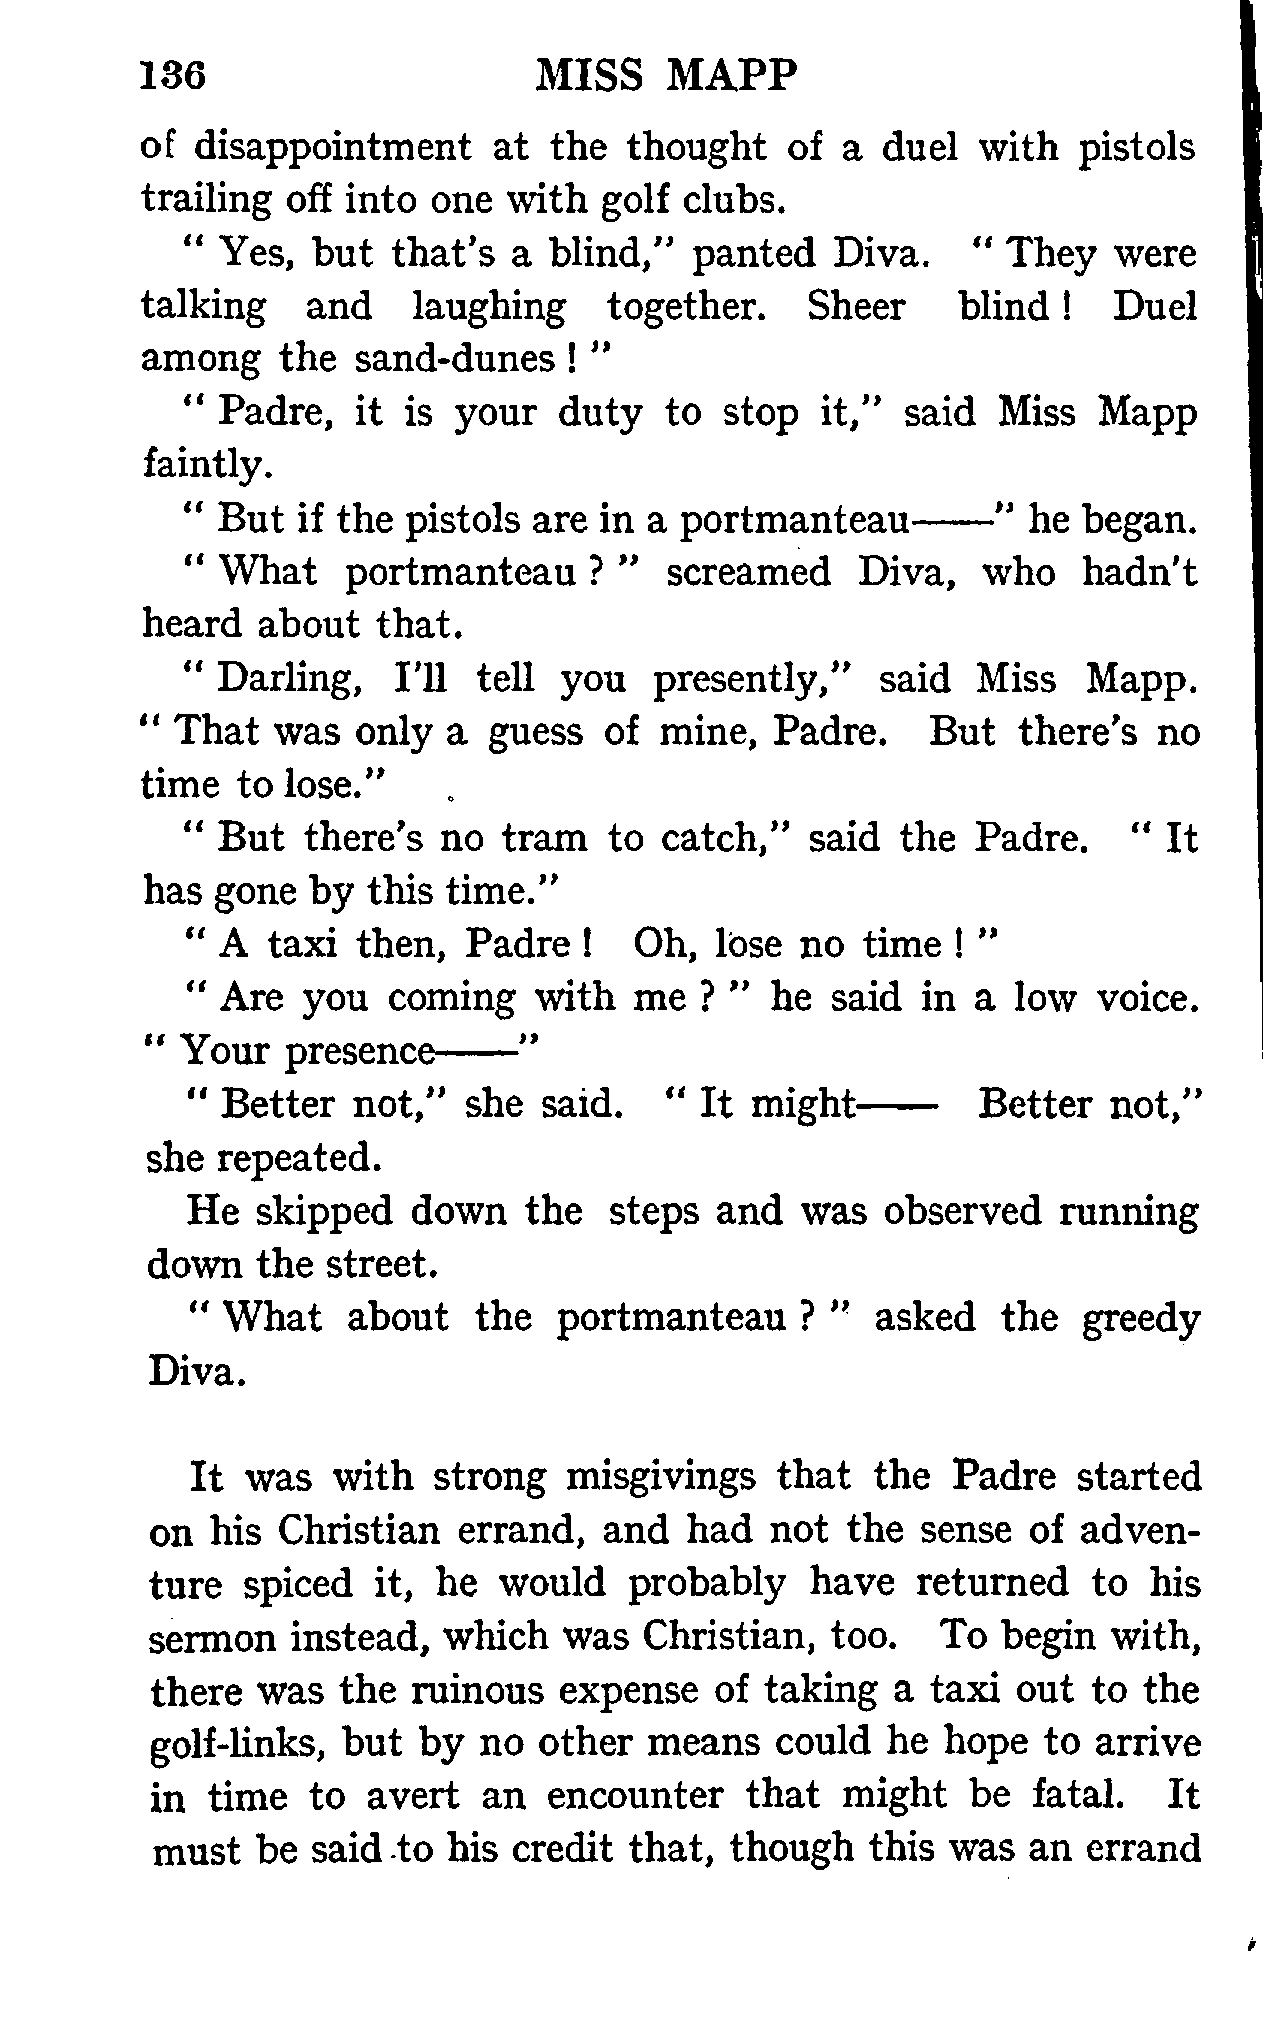 136 MISS MAPP
of disappointment at the thought of a duel with pistols
trailing off into one with golf clubs.
" Yes, but that's a blind," panted Diva. " They were
talking and laughing together. Sheer blind ! Duel
among the sand-dunes ! "
" Padre, it is your duty to stop it," said Miss Mapp
faintly.
" But if the pistols are in a portmanteau——" he began.
" What portmanteau ? " screamed Diva, who hadn't
heard about that.
" Darling, I'll tell you presently," said Miss Mapp.
" That was only a guess of mine, Padre. But there's no
time to lose."
" But there's no tram to catch," said the Padre. " It
has gone by this time."
" A taxi then, Padre ! Oh, lose no time ! "
" Are you coming with me ? " he said in a low voice.
" Your presence——"
" Better not," she said. " It might—— Better not,"
she repeated.
He skipped down the steps and was observed running
down the street.
" What about the portmanteau ? " asked the greedy
Diva.
It was with strong misgivings that the Padre started
on his Christian errand, and had not the sense of adven-
ture spiced it, he would probably have returned to his
sermon instead, which was Christian, too. To begin with,
there was the ruinous expense of taking a taxi out to the
golf-links, but by no other means could he hope to arrive
in time to avert an encounter that might be fatal. It
must be said to his credit that, though this was an errand